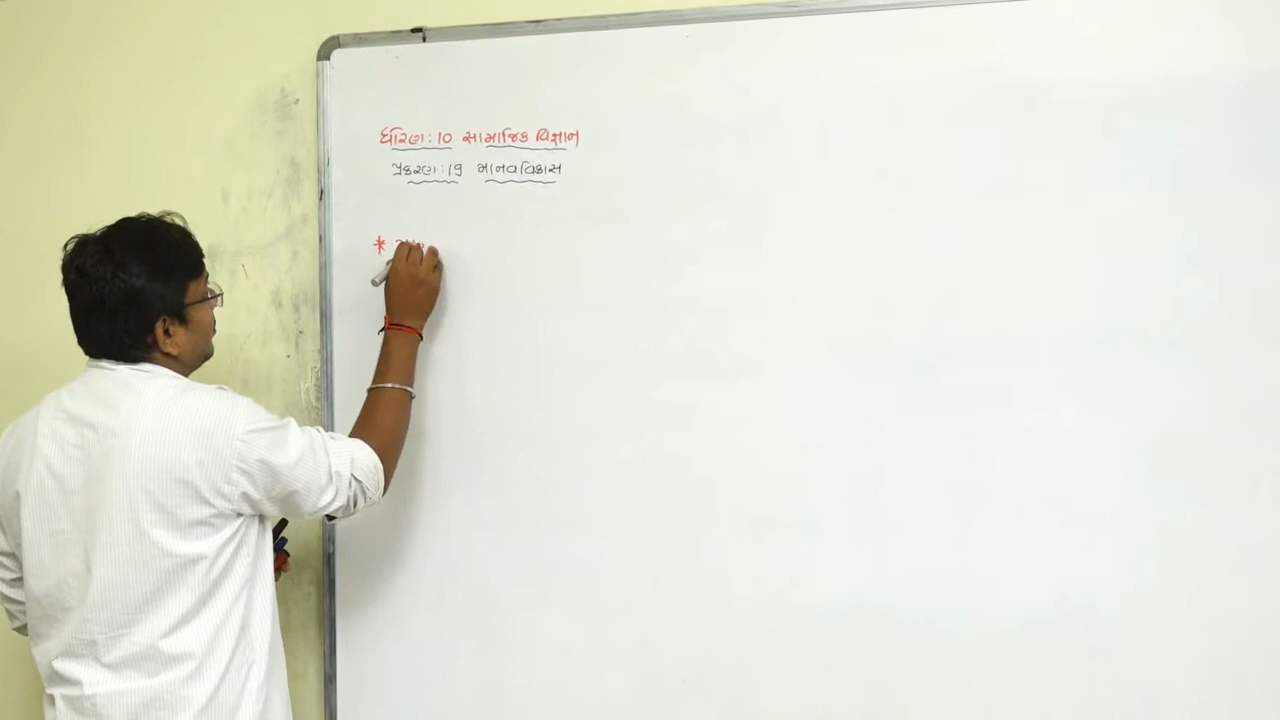 ધોરણ : 10 સામાજિક વિજ્ઞાન
પ્રકરણ : 19 માનવવિકાસ
*